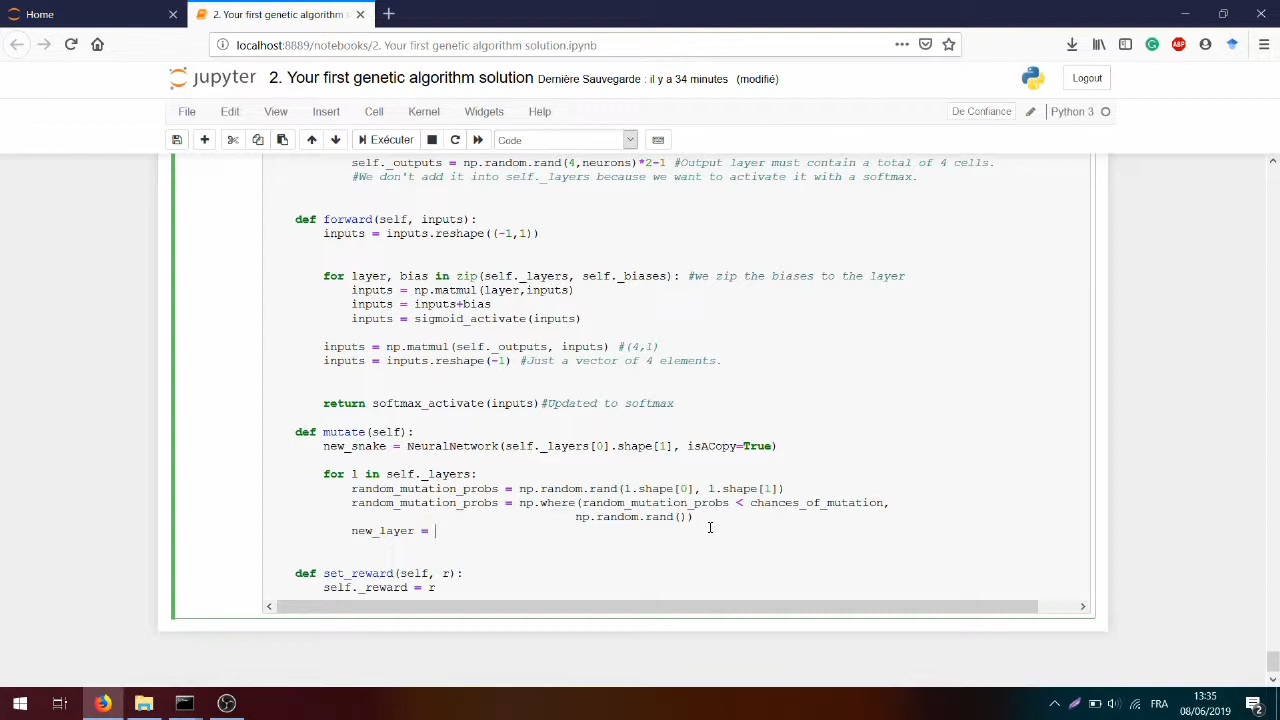 Home
2. Your first genetic algorithm s
localhost:8889/notebooks/2. Your first genetic algorithm solution.ipynb
ABP
jupyter 2. Your first genetic algorithm solution Dernière Sauvegarde : il y a 34 minutes (modifié)
Logout
File Edit View Insert Cell Kernel Widgets Help
De Confiance Python 3
Exécuter Code
self._outputs = np.random.rand(4,neurons)*2-1 #Output layer must contain a total of 4 cells.
#We don't add it into self._layers because we want to activate it with a softmax.
def forward(self, inputs):
inputs = inputs.reshape((-1,1))
for layer, bias in zip(self._layers, self._biases): #we zip the biases to the layer
inputs = np.matmul(layer,inputs)
inputs = inputs+bias
inputs = sigmoid_activate(inputs)
inputs = np.matmul(self._outputs, inputs) #(4,1)
inputs = inputs.reshape(-1) #Just a vector of 4 elements.
return softmax_activate(inputs)#Updated to softmax
def mutate(self):
new_snake = NeuralNetwork(self._layers[0].shape[1], isACopy=True)
for l in self._layers:
random_mutation_probs = np.random.rand(l.shape[0], l.shape[1])
random_mutation_probs = np.where(random_mutation_probs < chances_of_mutation,
np.random.rand())
new_layer =
def set_reward(self, r):
self._reward = r
FRA
13:35
08/06/2019
2